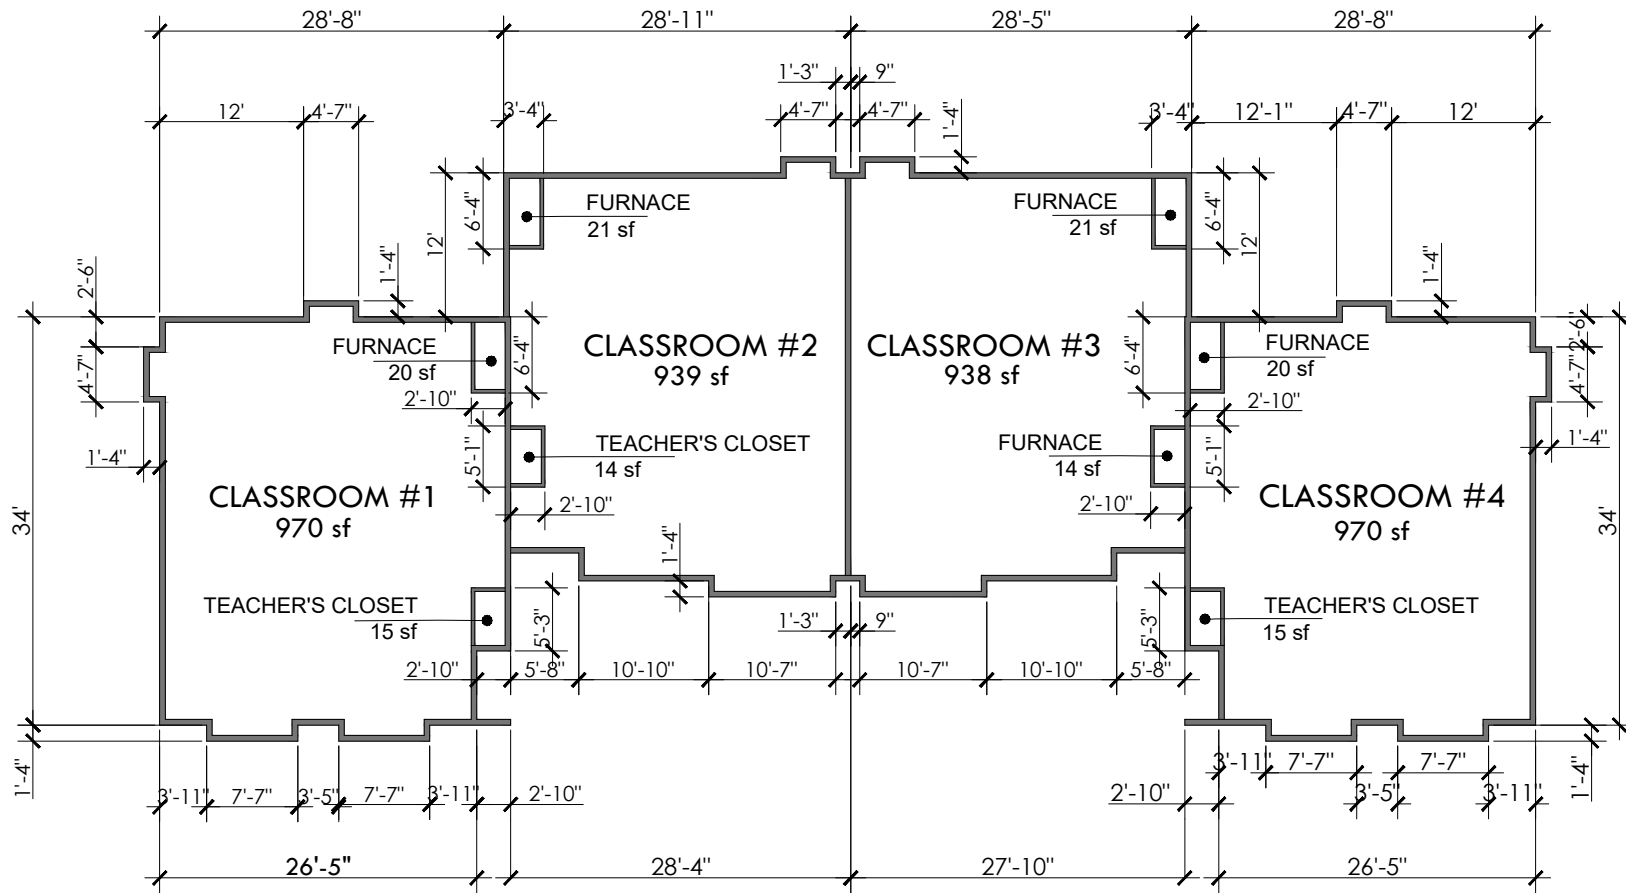 28'-8" 28'-11" 28'-5" 28'-8"
1'-3" 9"
12' 4'-7" 3'-4" 4'-7" 4'-7" 1'-4" 3'-4" 12'-1" 4'-7" 12'
FURNACE
21 sf
FURNACE
21 sf
6'-4" 12' 6'-4" 12'
2'-6" 1'-4" 1'-4" 2'-6"
FURNACE
20 sf
CLASSROOM #2
939 sf
CLASSROOM #3
938 sf
FURNACE
20 sf
4'-7" 6'-4" 6'-4" 4'-7"
2'-10" 2'-10"
1'-4" 5'-1" 5'-1" 1'-4"
TEACHER'S CLOSET
14 sf
FURNACE
14 sf
CLASSROOM #1
970 sf
CLASSROOM #4
970 sf
2'-10" 2'-10"
34' 34'
1'-4"
TEACHER'S CLOSET
15 sf
TEACHER'S CLOSET
15 sf
5'-3" 1'-3" 9" 5'-3"
2'-10" 5'-8" 10'-10" 10'-7" 10'-7" 10'-10" 5'-8"
1'-4" 1'-4"
3'-11" 7'-7" 7'-7"
3'-11" 7'-7" 3'-5" 7'-7" 3'-11" 2'-10" 2'-10" 3'-5" 3'-11"
26'-5" 28'-4" 27'-10" 26'-5"